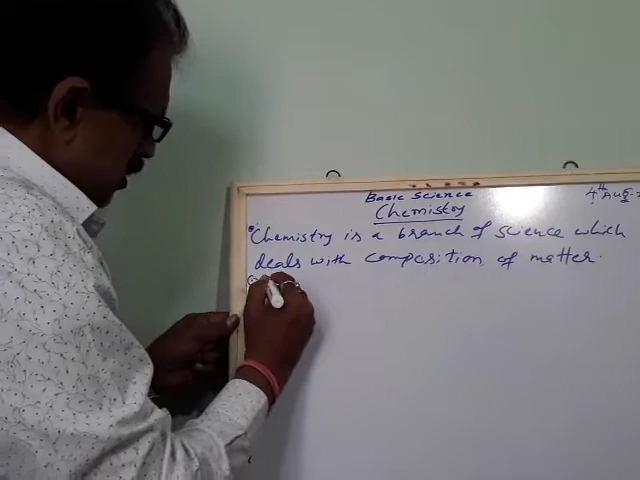 Basic Science
4th Aug
Chemistry
Chemistry is a branch of science which
deals with composition of matter.